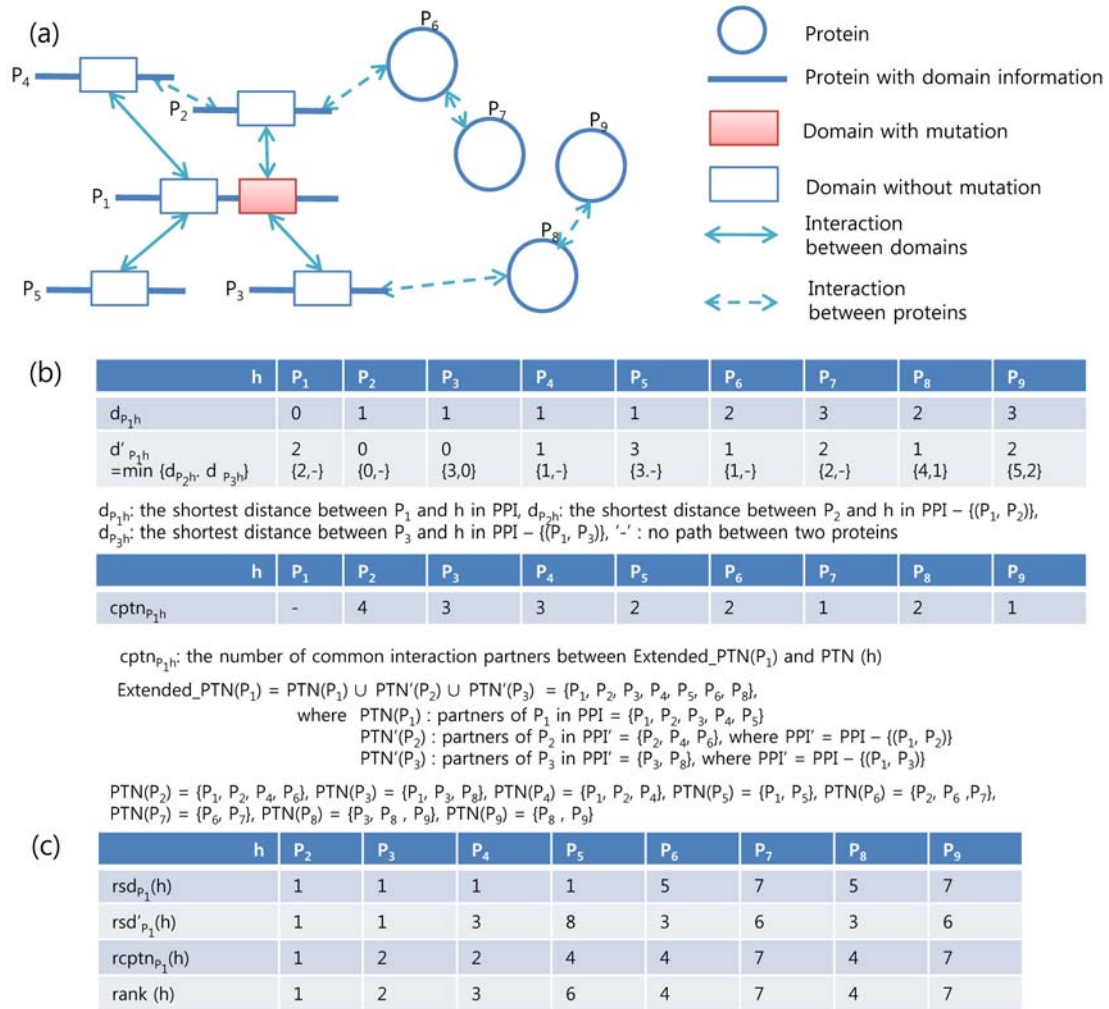 (a)
P6
P4
P2
P7
P9
P1
P8
P5
P3
Protein
Protein with domain information
Domain with mutation
Domain without mutation
Interaction
between domains
Interaction
between proteins
(b)
h P1 P2 P3 P4 P5 P6 P7 P8 P9
dP1h 0 1 1 1 1 2 3 2 3
d'P1h 2 0 0 1 3 1 2 1 2
=min {dP2h, d P3h} {2,-} {0,-} {3,0} {1,-} {3.-} {1,-} {2,-} {4,1} {5,2}
dP1h: the shortest distance between P1 and h in PPI, dP2h: the shortest distance between P2 and h in PPI – {(P1, P2)},
dP3h: the shortest distance between P3 and h in PPI – {(P1, P3)}, '-' : no path between two proteins
h P1 P2 P3 P4 P5 P6 P7 P8 P9
cptnP1h - 4 3 3 2 2 1 2 1
cptnP1h: the number of common interaction partners between Extended_PTN(P1) and PTN (h)
Extended_PTN(P1) = PTN(P1) ∪ PTN'(P2) ∪ PTN'(P3) = {P1, P2, P3, P4, P5, P6, P8},
where PTN(P1) : partners of P1 in PPI = {P1, P2, P3, P4, P5}
PTN'(P2) : partners of P2 in PPI' = {P2, P4, P6}, where PPI' = PPI – {(P1, P2)}
PTN'(P3) : partners of P3 in PPI' = {P3, P8}, where PPI' = PPI – {(P1, P3)}
PTN(P2) = {P1, P2, P4, P6}, PTN(P3) = {P1, P3, P8}, PTN(P4) = {P1, P2, P4}, PTN(P5) = {P1, P5}, PTN(P6) = {P2, P6 ,P7},
PTN(P7) = {P6, P7}, PTN(P8) = {P3, P8 , P9}, PTN(P9) = {P8 , P9}
(c)
h P2 P3 P4 P5 P6 P7 P8 P9
rsdP1(h) 1 1 1 1 5 7 5 7
rsd'P1(h) 1 1 3 8 3 6 3 6
rcptnP1(h) 1 2 2 4 4 7 4 7
rank (h) 1 2 3 6 4 7 4 7